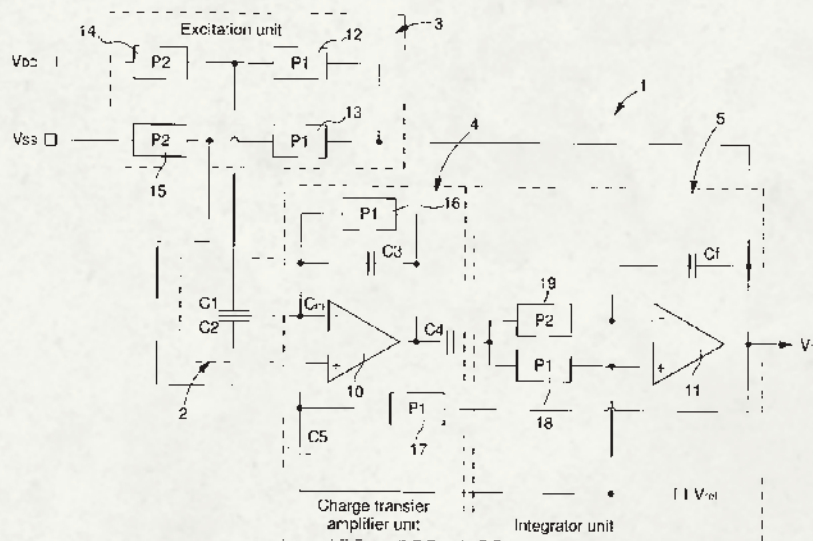 Excitation unit
3
14
12
P2
P1
1
13
Vss
P2
P1
4
5
15
P1
16
C3
Cf
19
C1
C4
P2
C2
10
P1
11
2
18
C5
P1
17
Charge transfer
amplifier unit
Integrator unit
Vref